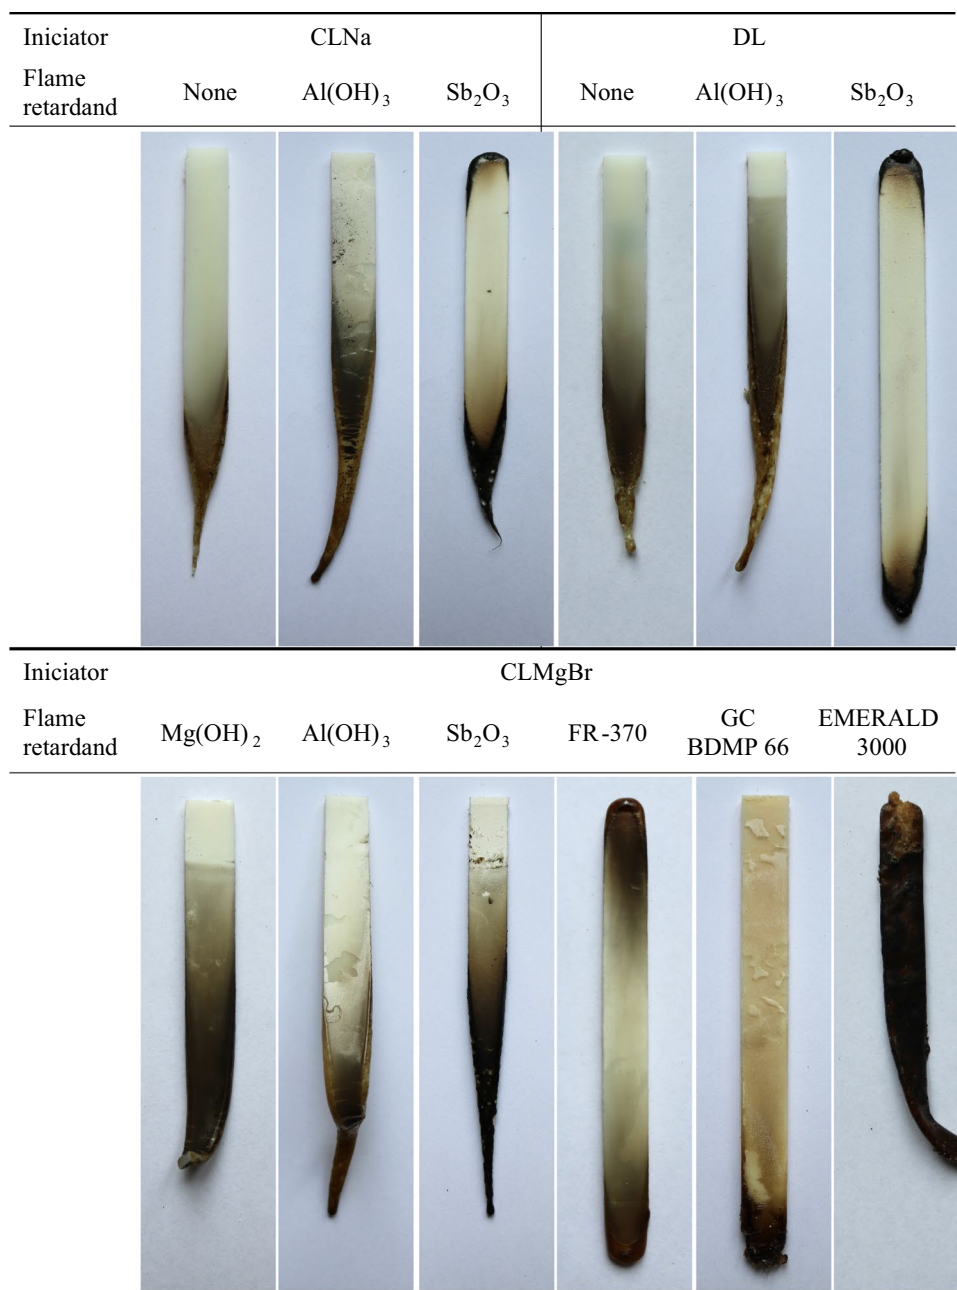 Iniciator CLNa DL
Flame retardand None Al(OH)3 Sb2O3 None Al(OH)3 Sb2O3
Iniciator CLMgBr
Flame retardand Mg(OH)2 Al(OH)3 Sb2O3 FR-370 GC BDMP 66 EMERALD 3000